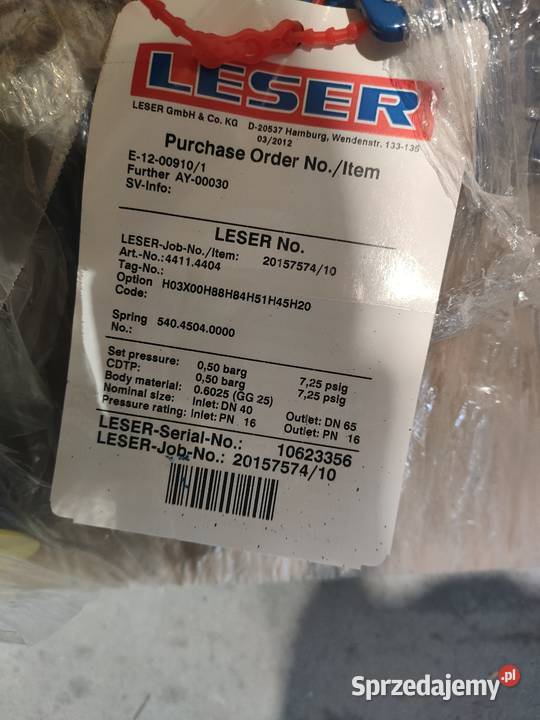 LESER
LESER GmbH & Co. KG D-20537 Hamburg, Wendenstr. 133-135
03/2012
Purchase Order No./Item
E-12-00910/1
Further AY-00030
SV-Info:
LESER No.
LESER-Job-No./Item: 20157574/10
Art.-No.:4411.4404
Tag-No.:
Option H03X00H88H84H51H45H20
Code:
Spring 540.4504.0000
No.:
Set pressure: 0,50 barg 7,25 psig
CDTP: 0,50 barg 7,25 psig
Body material: 0.6025 (GG 25)
Nominal size: Inlet: DN 40 Outlet: DN 65
Pressure rating: Inlet: PN 16 Outlet: PN 16
LESER-Serial-No.: 10623356
LESER-Job-No.: 20157574/10
Sprzedajemy.pl